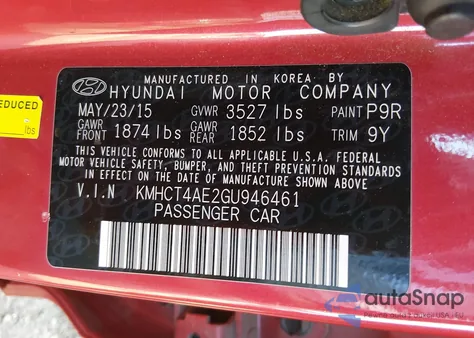 MANUFACTURED IN KOREA BY
HYUNDAI MOTOR COMPANY
MAY/23/15 GVWR 3527 lbs PAINT P9R
GAWR FRONT 1874 lbs GAWR REAR 1852 lbs TRIM 9Y
THIS VEHICLE CONFORMS TO ALL APPLICABLE U.S.A. FEDERAL
MOTOR VEHICLE SAFETY, BUMPER, AND THEFT PREVENTION STANDARDS
IN EFFECT ON THE DATE OF MANUFACTURE SHOWN ABOVE.
V.I.N KMHCT4AE2GU946461
PASSENGER CAR
EDUCED
lbs
autoSnap